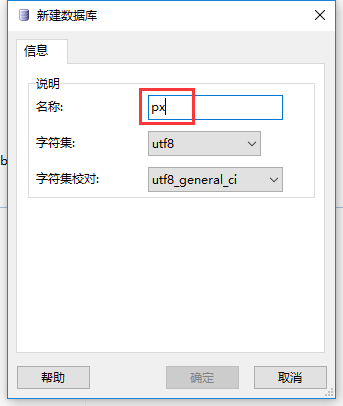 新建数据库
信息
说明
名称: px
字符集: utf8
b
字符集校对: utf8_general_ci
帮助 确定 取消